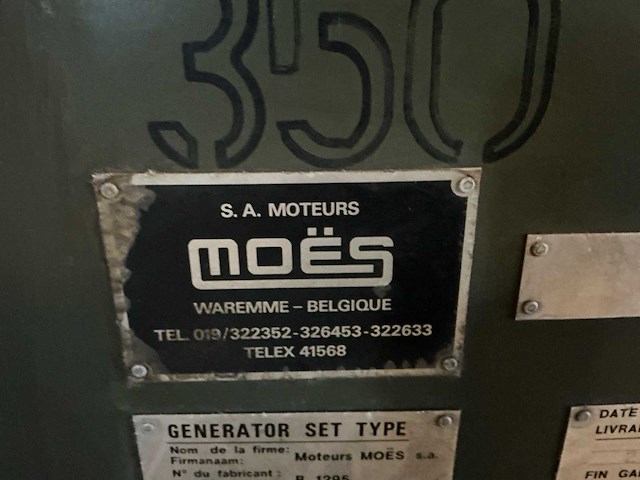 350
S. A. MOTEURS
MOËS
WAREMME – BELGIQUE
TEL. 019/322352-326453-322633
TELEX 41568
GENERATOR SET TYPE
Nom de la firme:
Firmanaam: Moteurs MOËS s.a.
N° du fabricant :
B 1295
DATE
LIVRA
FIN GA